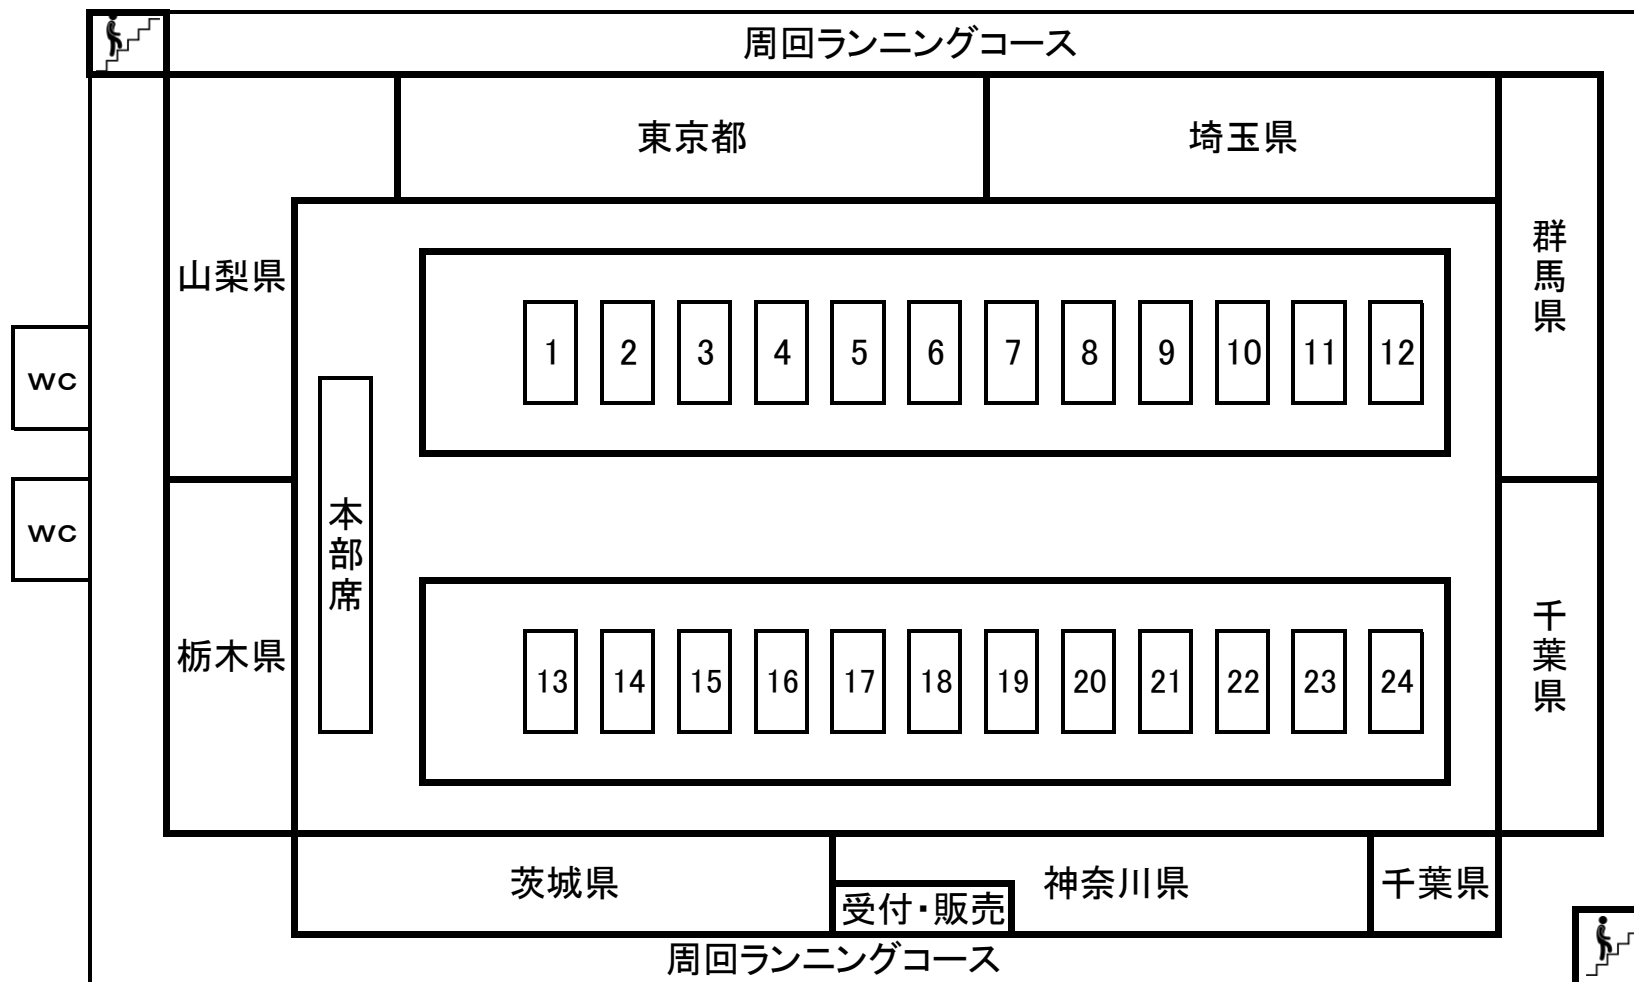 周回ランニングコース
東京都
埼玉県
群馬県
山梨県
1 2 3 4 5 6 7 8 9 10 11 12
WC
WC
本部席
栃木県
13 14 15 16 17 18 19 20 21 22 23 24
千葉県
茨城県
神奈川県
千葉県
受付・販売
周回ランニングコース